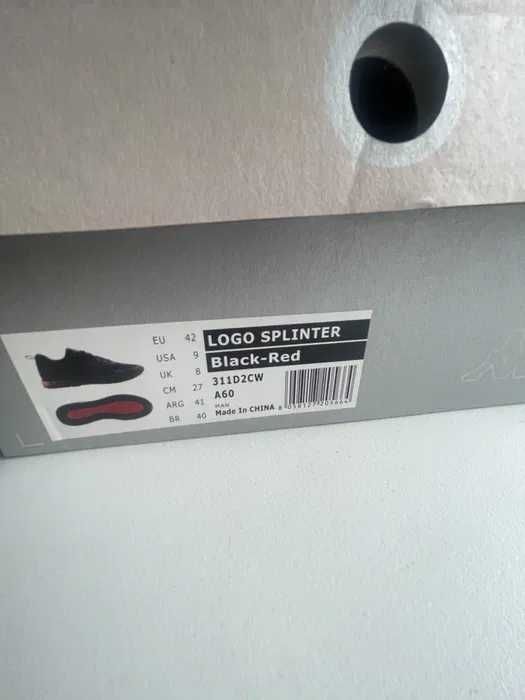 EU 42
USA 9
UK 8
CM 27
ARG 41
BR 40
LOGO SPLINTER
Black-Red
311D2CW
A60
MAN
Made In CHINA